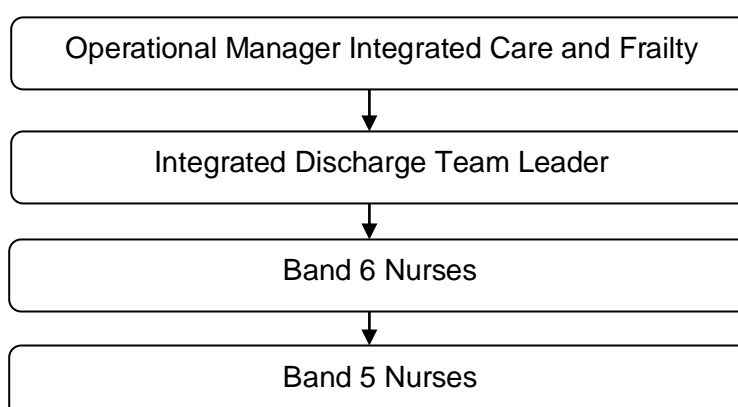 Operational Manager Integrated Care and Frailty
Integrated Discharge Team Leader
Band 6 Nurses
Band 5 Nurses